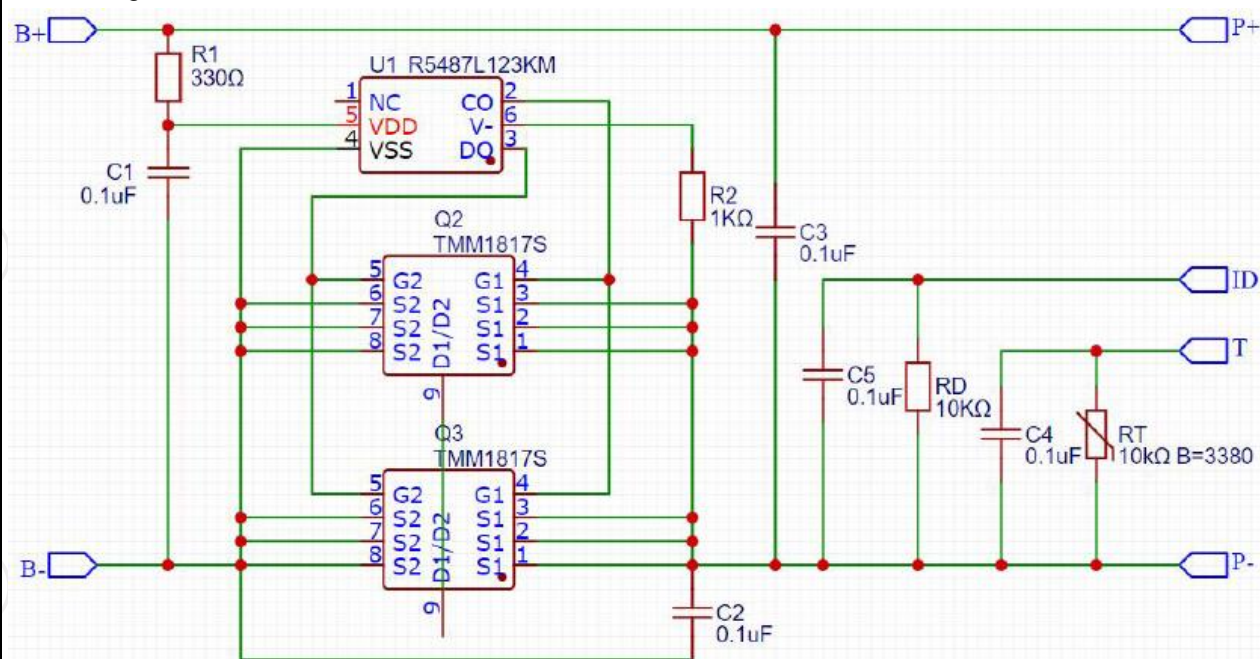 B+
P+
R1
330Ω
U1 R5487L123KM
1 NC CO 2
5 VDD V- 6
4 VSS DO 3
C1
0.1uF
R2
1KΩ
C3
0.1uF
Q2
TMM1817S
5 G2 G1 4
6 S2 S1 3
7 S2 S1 2
8 S2 S1 1
D1/D2
9
ID
C5
0.1uF
RD
10KΩ
T
C4
0.1uF
RT
10kΩ B=3380
Q3
TMM1817S
5 G2 G1 4
6 S2 S1 3
7 S2 S1 2
8 S2 S1 1
D1/D2
9
B-
P-
C2
0.1uF